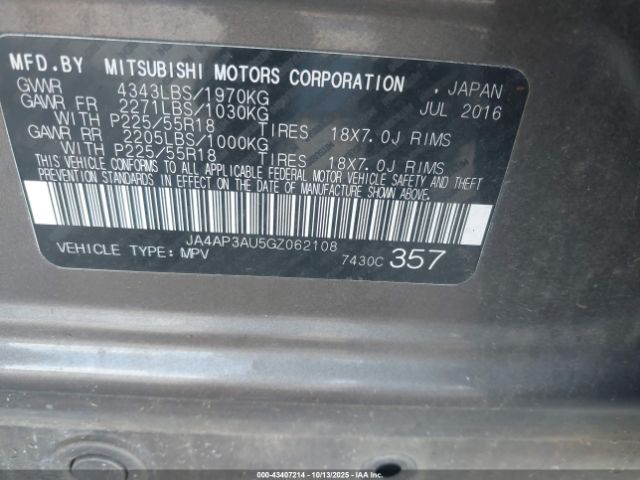 MFD.BY MITSUBISHI MOTORS CORPORATION . JAPAN
GVWR 4343LBS/1970KG JUL 2016
GAWR FR 2271LBS/1030KG
WITH P225/55R18 TIRES 18X7.0J RIMS
GAWR RR 2205LBS/1000KG
WITH P225/55R18 TIRES 18X7.0J RIMS
THIS VEHICLE CONFORMS TO ALL APPLICABLE FEDERAL MOTOR VEHICLE SAFETY AND THEFT
PREVENTION STANDARDS IN EFFECT ON THE DATE OF MANUFACTURE SHOWN ABOVE.
JA4AP3AU5GZ062108
VEHICLE TYPE: MPV 7430C 357
© 00-43407214 - 10/13/2025 - VEHICLE